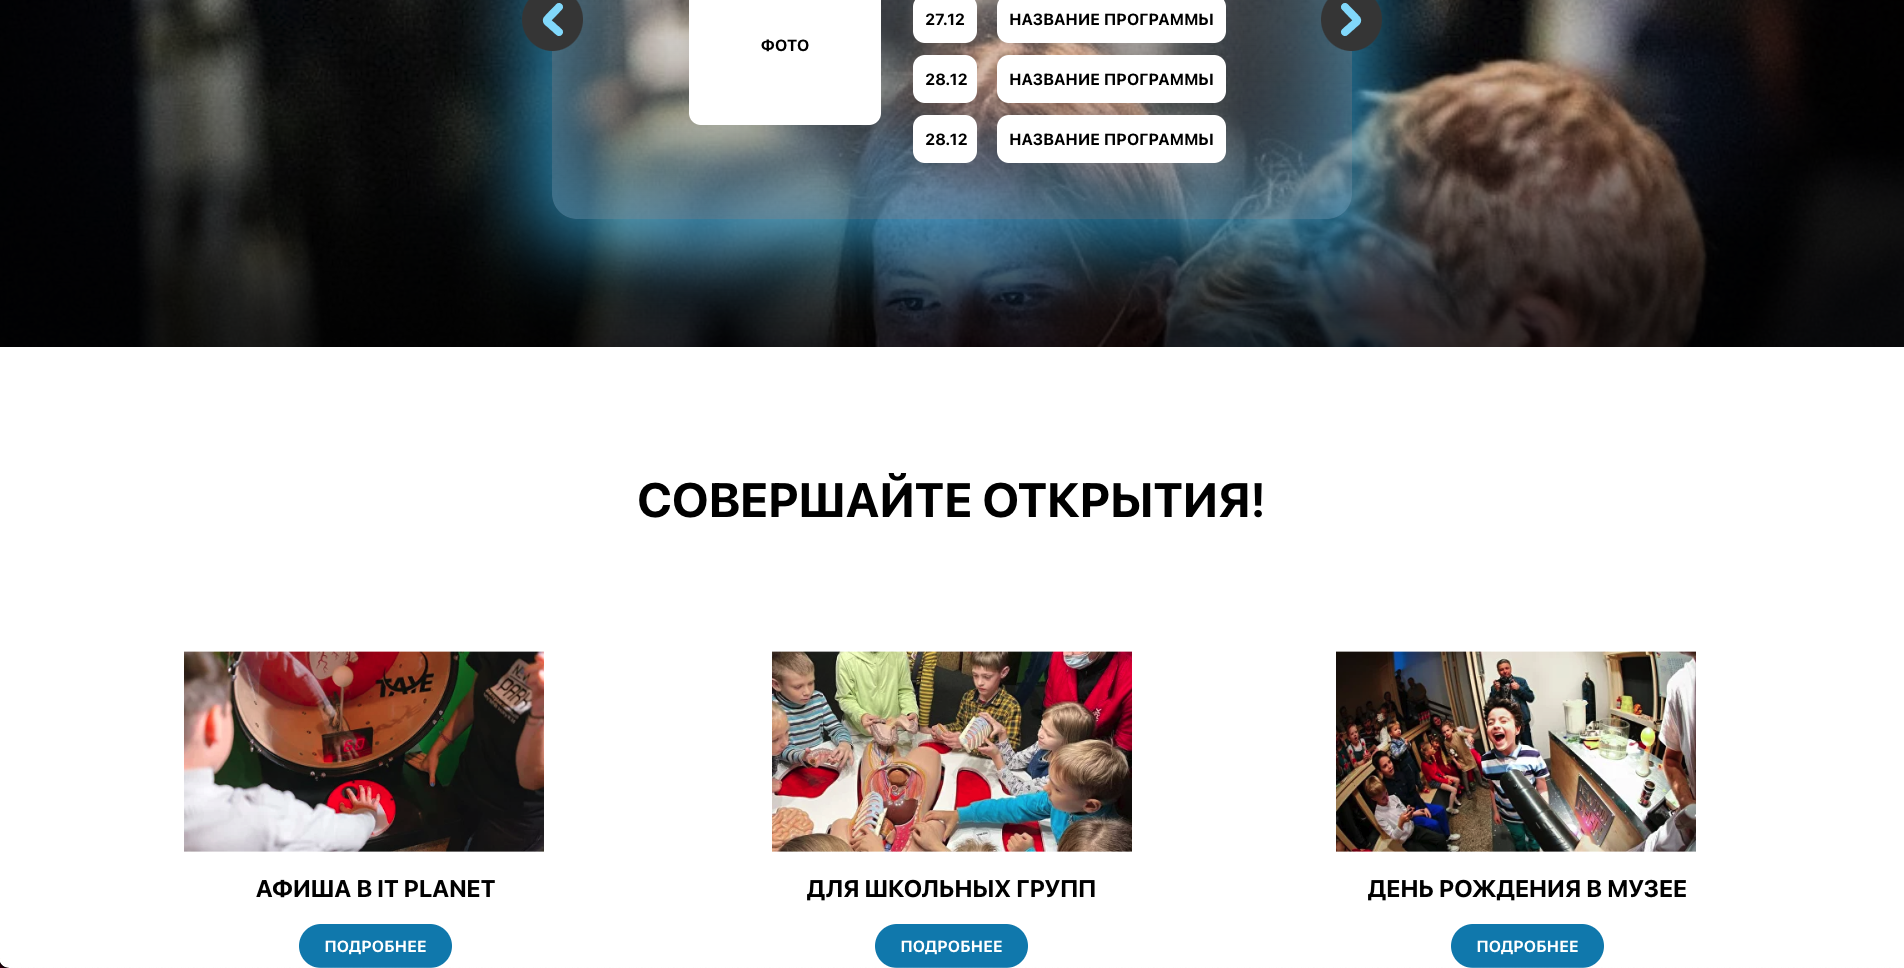 27.12 НАЗВАНИЕ ПРОГРАММЫ
ФОТО
28.12 НАЗВАНИЕ ПРОГРАММЫ
28.12 НАЗВАНИЕ ПРОГРАММЫ
СОВЕРШАЙТЕ ОТКРЫТИЯ!
TAYE
АФИША В IT PLANET
ДЛЯ ШКОЛЬНЫХ ГРУПП
ДЕНЬ РОЖДЕНИЯ В МУЗЕЕ
ПОДРОБНЕЕ
ПОДРОБНЕЕ
ПОДРОБНЕЕ